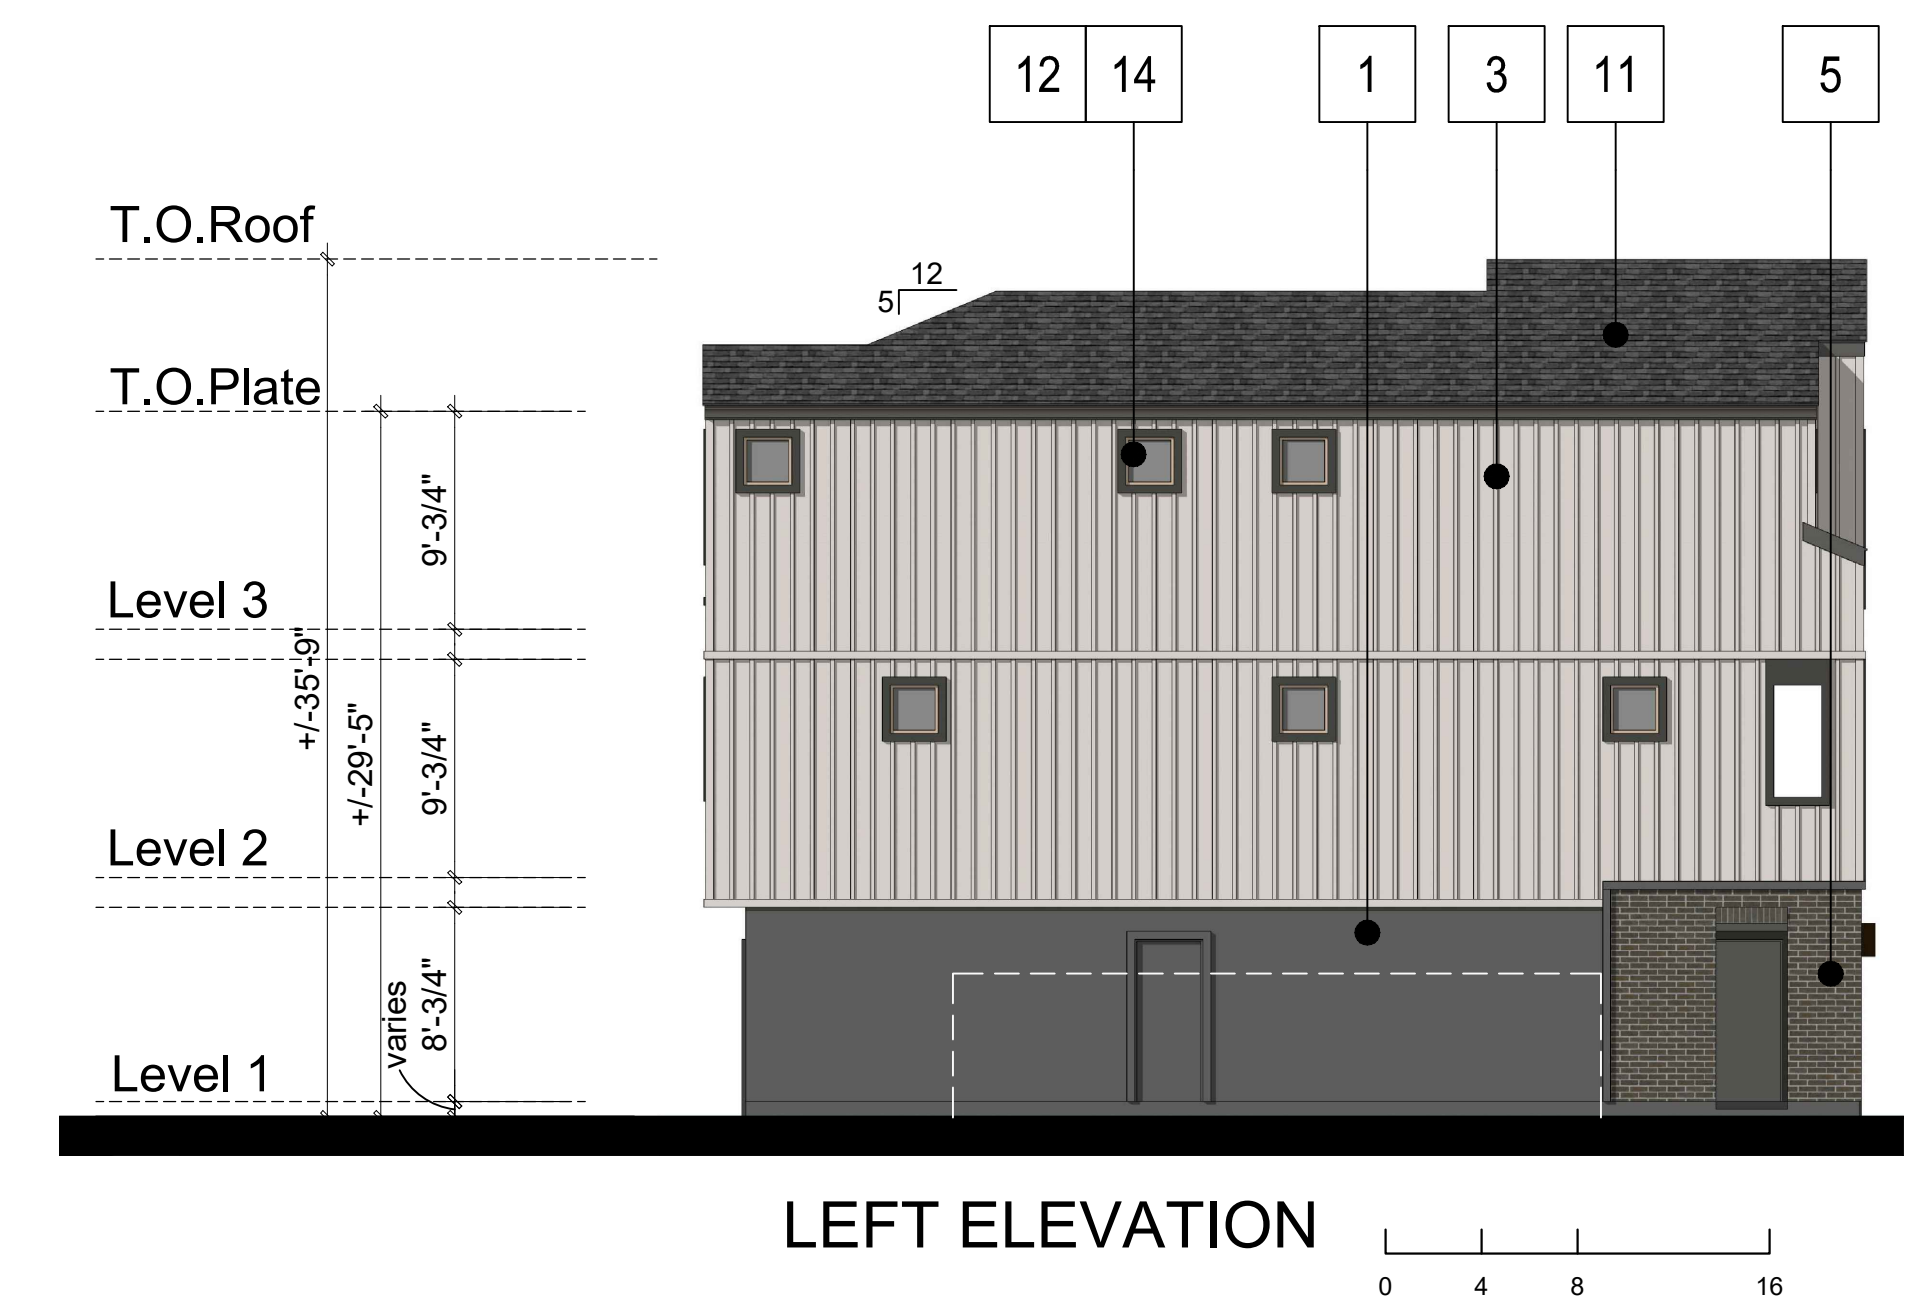 12 14 1 3 11 5
T.O.Roof
12
5
T.O.Plate
9'-3/4"
Level 3
+/-35'-9"
+/-29'-5"
9'-3/4"
Level 2
varies
8'-3/4"
Level 1
LEFT ELEVATION
0 4 8 16